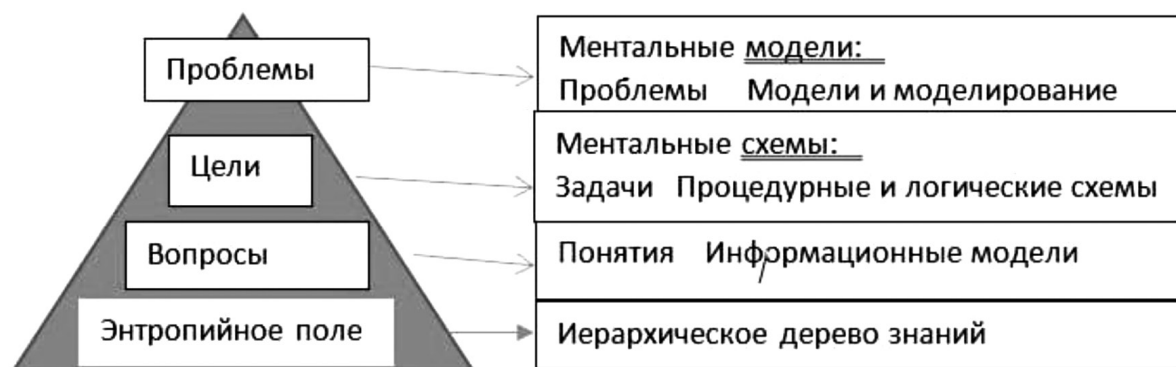 Проблемы
Ментальные модели:
Проблемы Модели и моделирование
Цели
Ментальные схемы:
Задачи Процедурные и логические схемы
Вопросы
Понятия Информационные модели
Энтропийное поле
Иерархическое дерево знаний